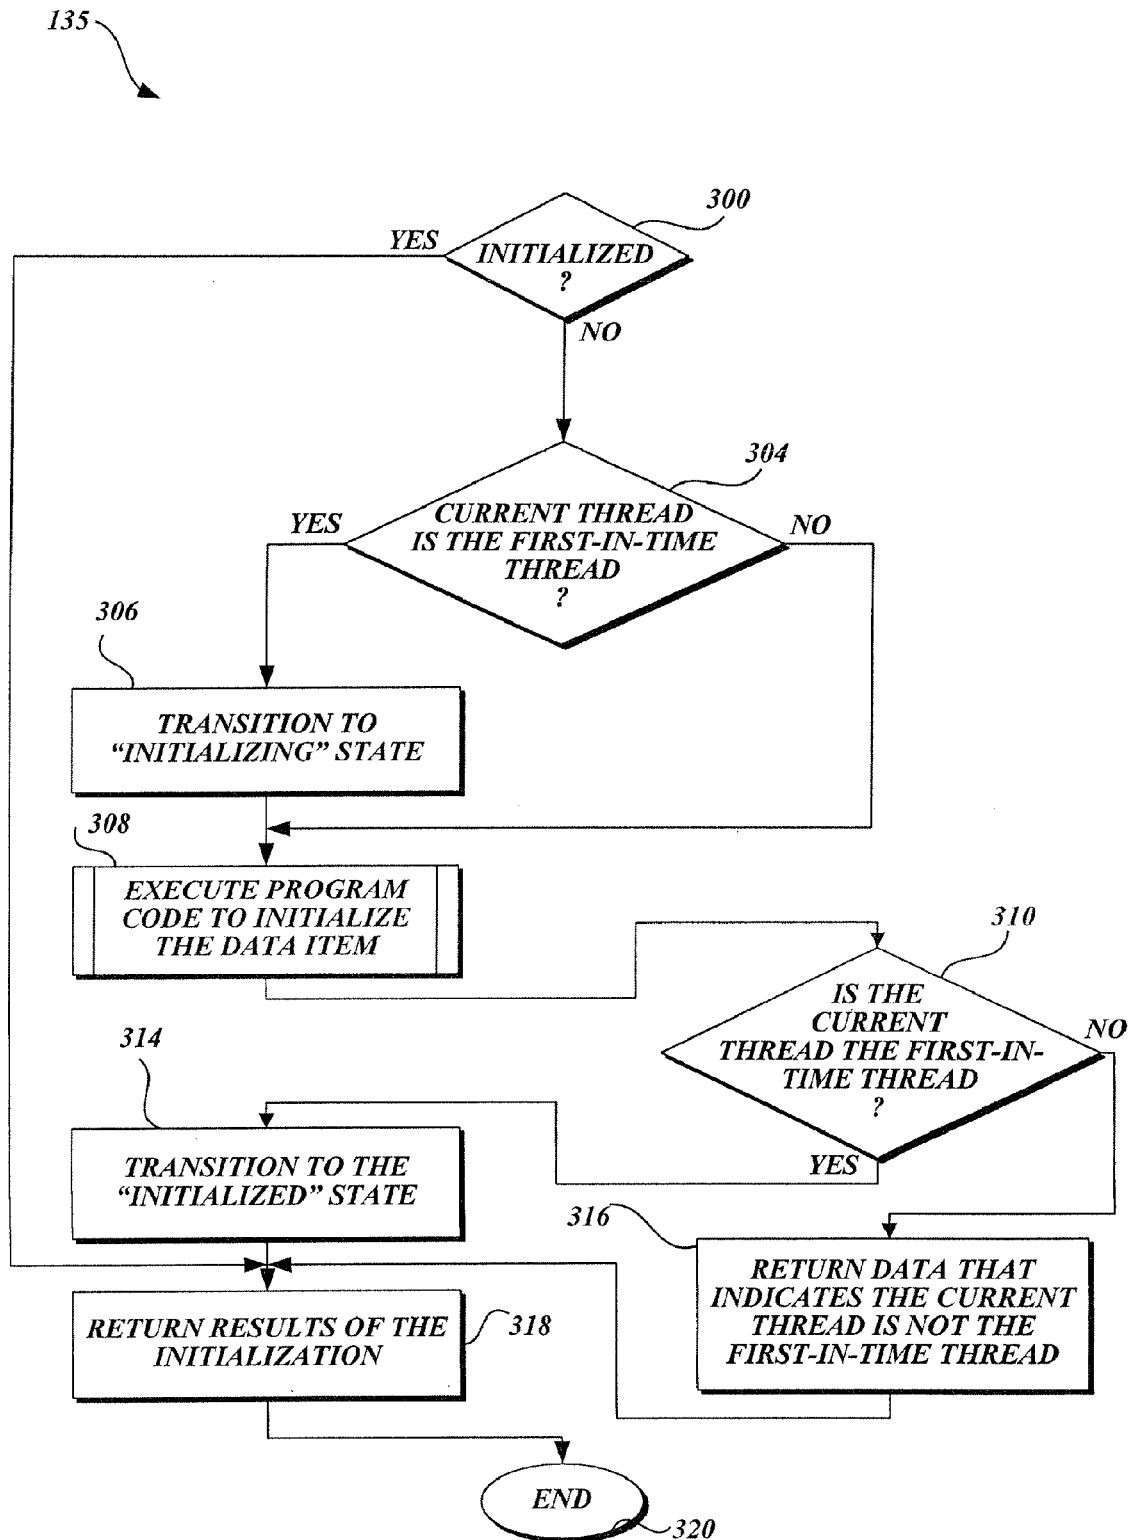 135
300
YES
INITIALIZED
?
NO
304
YES
CURRENT THREAD
IS THE FIRST-IN-TIME
THREAD
?
NO
306
TRANSITION TO
“INITIALIZING” STATE
308
EXECUTE PROGRAM
CODE TO INITIALIZE
THE DATA ITEM
310
IS THE
CURRENT
THREAD THE FIRST-IN-
TIME THREAD
?
NO
YES
314
TRANSITION TO THE
“INITIALIZED” STATE
316
RETURN DATA THAT
INDICATES THE CURRENT
THREAD IS NOT THE
FIRST-IN-TIME THREAD
RETURN RESULTS OF THE
INITIALIZATION
318
END
320